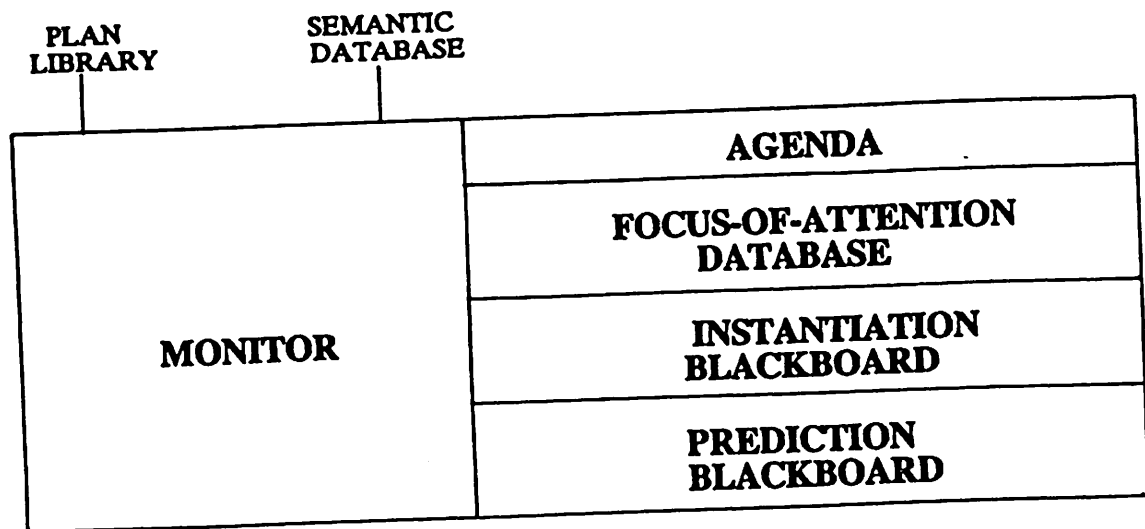 PLAN
LIBRARY
SEMANTIC
DATABASE
MONITOR
AGENDA
FOCUS-OF-ATTENTION
DATABASE
INSTANTIATION
BLACKBOARD
PREDICTION
BLACKBOARD